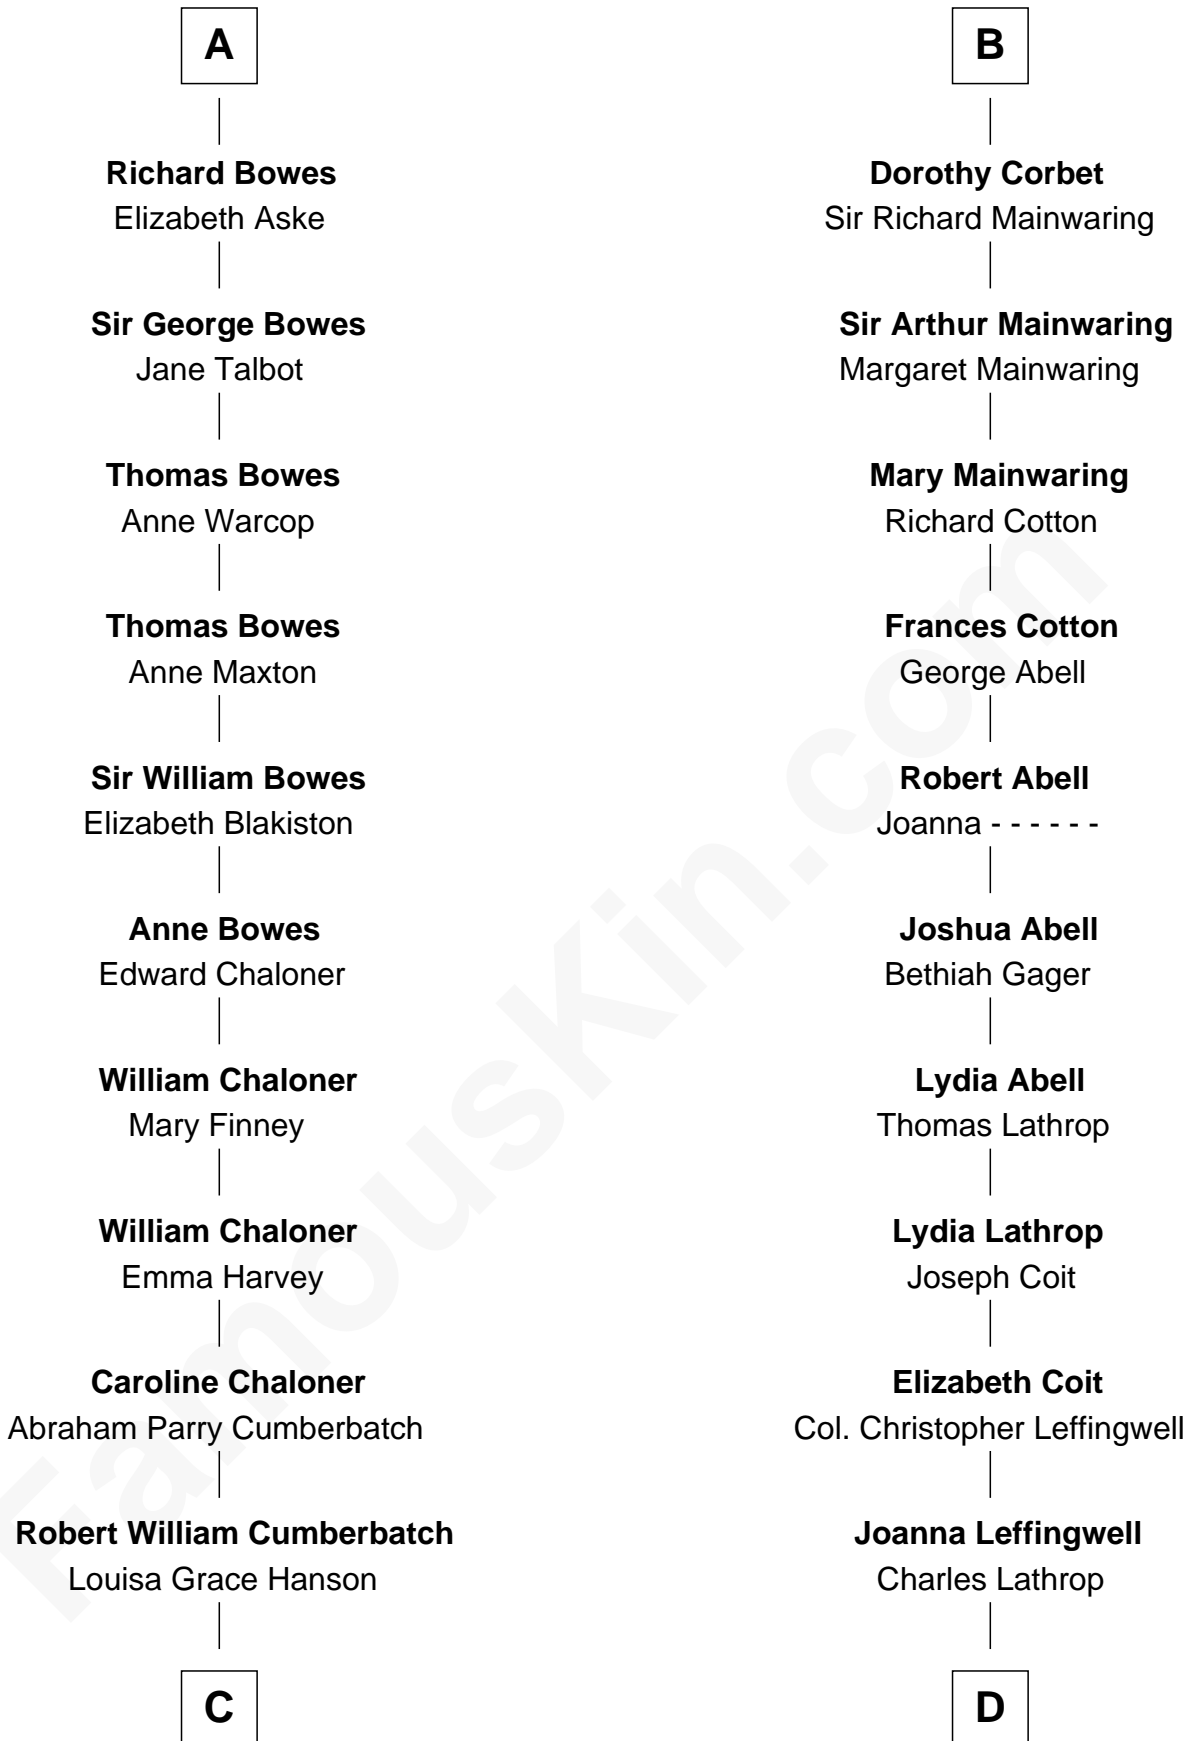 A
Richard Bowes
Elizabeth Aske
Sir George Bowes
Jane Talbot
Thomas Bowes
Anne Warcop
Thomas Bowes
Anne Maxton
Sir William Bowes
Elizabeth Blakiston
Anne Bowes
Edward Chaloner
William Chaloner
Mary Finney
William Chaloner
Emma Harvey
Caroline Chaloner
Abraham Parry Cumberbatch
Robert William Cumberbatch
Louisa Grace Hanson
C
B
Dorothy Corbet
Sir Richard Mainwaring
Sir Arthur Mainwaring
Margaret Mainwaring
Mary Mainwaring
Richard Cotton
Frances Cotton
George Abell
Robert Abell
Joanna - - - - - -
Joshua Abell
Bethiah Gager
Lydia Abell
Thomas Lathrop
Lydia Lathrop
Joseph Coit
Elizabeth Coit
Col. Christopher Leffingwell
Joanna Leffingwell
Charles Lathrop
D
FamousKin.com